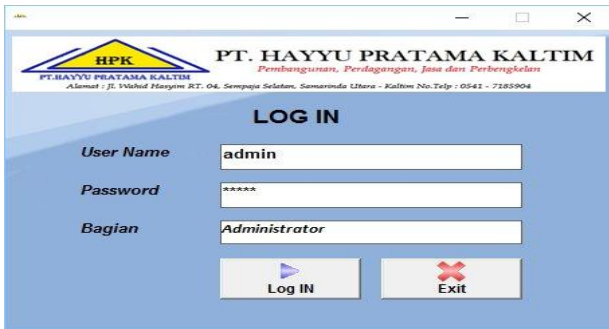 HPK
PT. HAYYU PRATAMA KALTIM
PT. HAYYU PRATAMA KALTIM
Pembangunan, Perdagangan, Jasa dan Perbengkelan
Alamat : Jl. Wahid Hasyim RT. 04, Sempaja Selatan, Samarinda Utara - Kaltim No.Telp : 0541 - 7185904
LOG IN
User Name admin
Password *****
Bagian Administrator
Log IN Exit